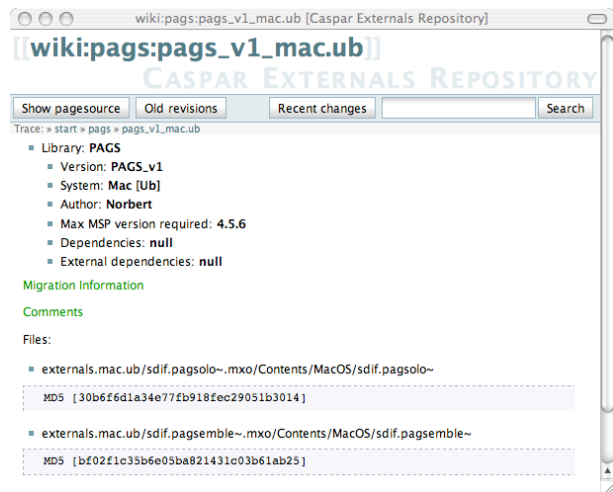 wiki:pags:pags_v1_mac.ub [Caspar Externals Repository]
[[wiki:pags:pags_v1_mac.ub]]
CASPAR EXTERNALS REPOSITORY
Show pagesource Old revisions Recent changes Search
Trace: » start » pags » pags_v1_mac.ub
Library: PAGS
Version: PAGS_v1
System: Mac [Ub]
Author: Norbert
Max MSP version required: 4.5.6
Dependencies: null
External dependencies: null
Migration Information
Comments
Files:
externals.mac.ub/sdif.pagsolo~.mxo/Contents/MacOS/sdif.pagsolo~
MD5 [30b6f6d1a34e77fb918fec29051b3014]
externals.mac.ub/sdif.pagsemble~.mxo/Contents/MacOS/sdif.pagsemble~
MD5 [bf02f1c35b6e05ba821431c03b61ab25]